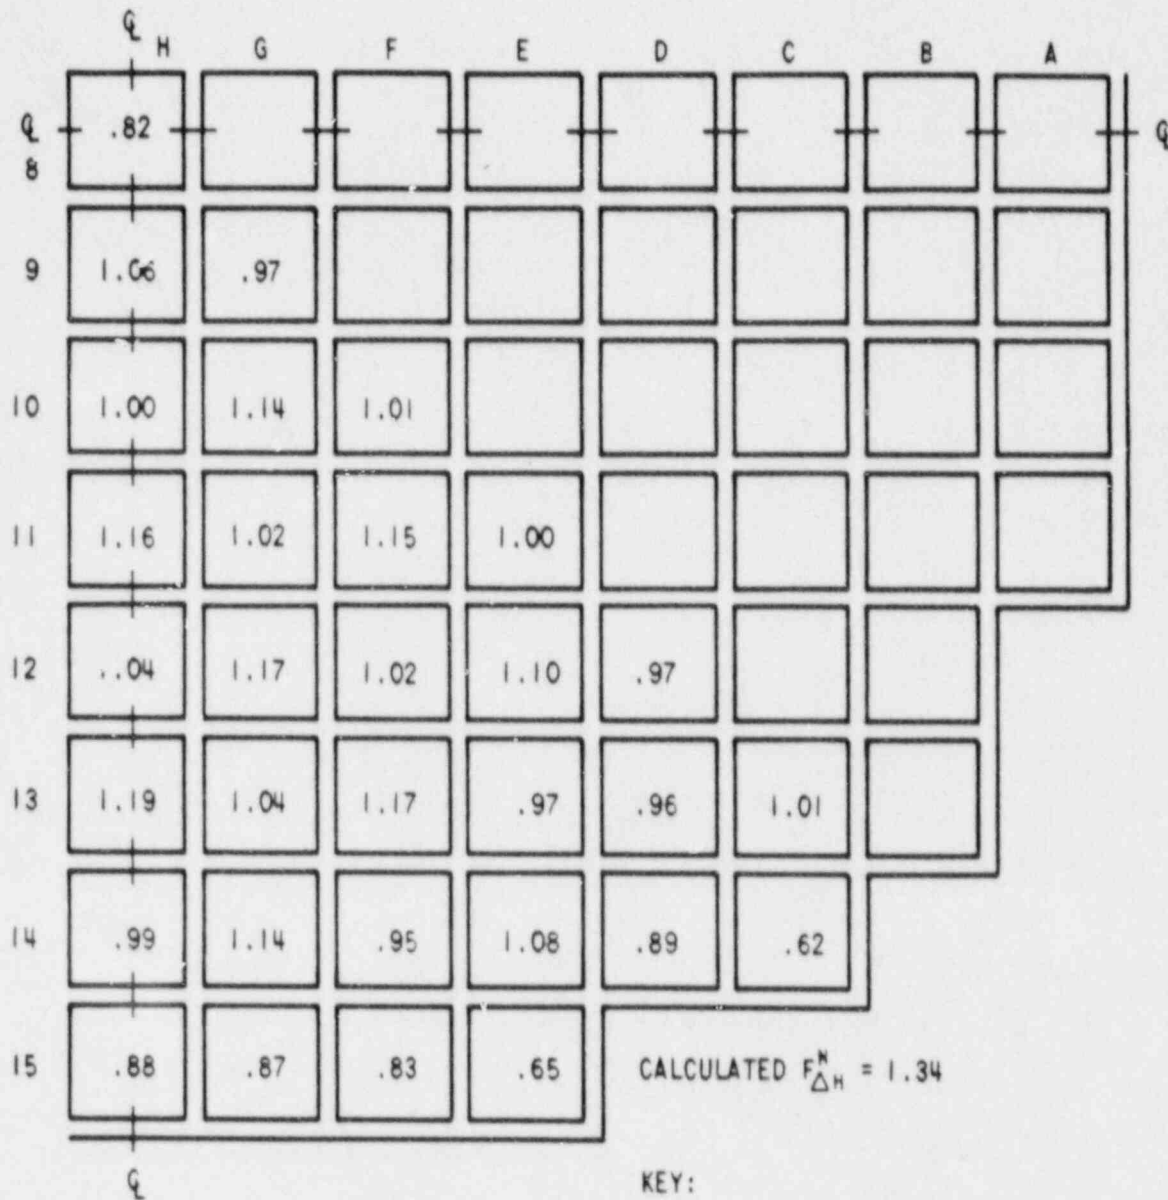 ℄ H G F E D C B A
℄ .82 ℄
8
9 1.06 .97
10 1.00 1.14 1.01
11 1.16 1.02 1.15 1.00
12 .04 1.17 1.02 1.10 .97
13 1.19 1.04 1.17 .97 .96 1.01
14 .99 1.14 .95 1.08 .89 .62
15 .88 .87 .83 .65 CALCULATED F^N_ΔH = 1.34
℄ KEY: